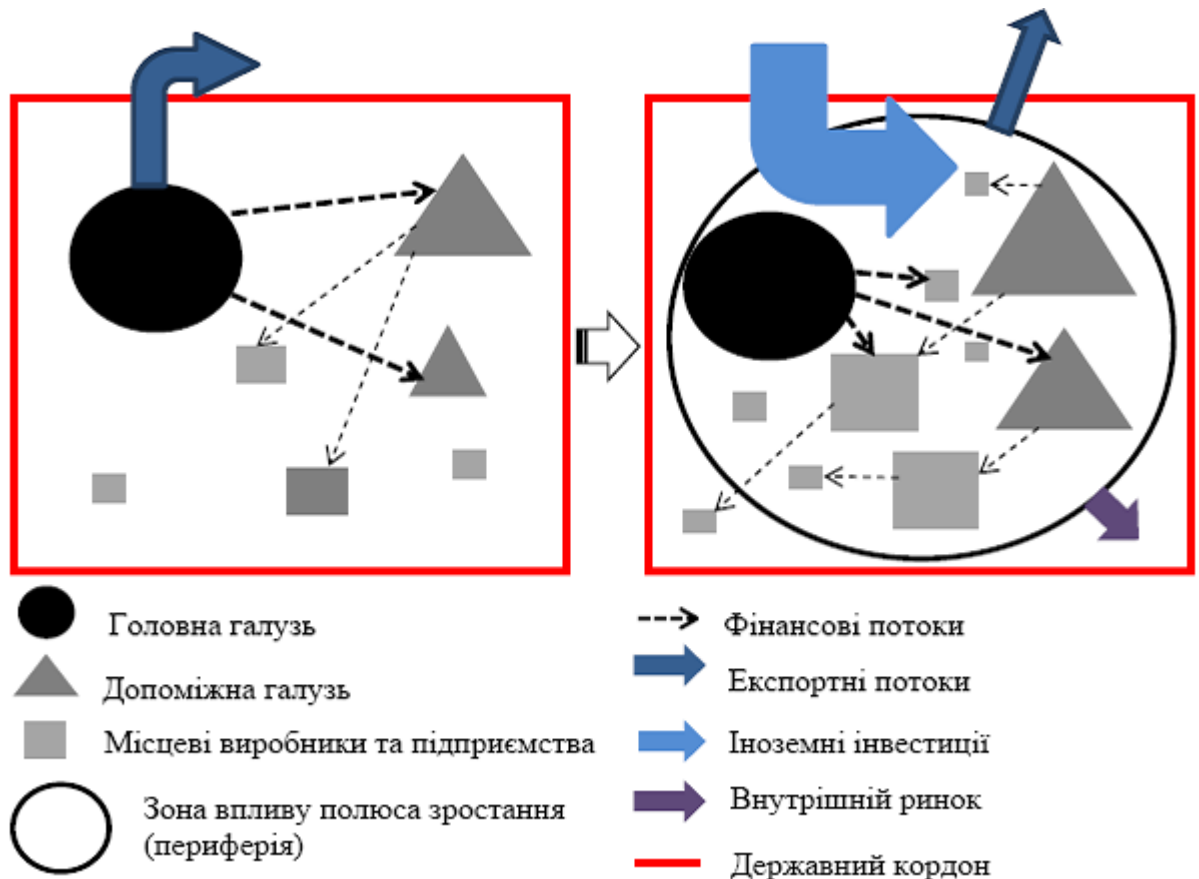 Головна галузь
Допоміжна галузь
Місцеві виробники та підприємства
Зона впливу полюса зростання
(периферія)
Фінансові потоки
Експортні потоки
Іноземні інвестиції
Внутрішній ринок
Державний кордон